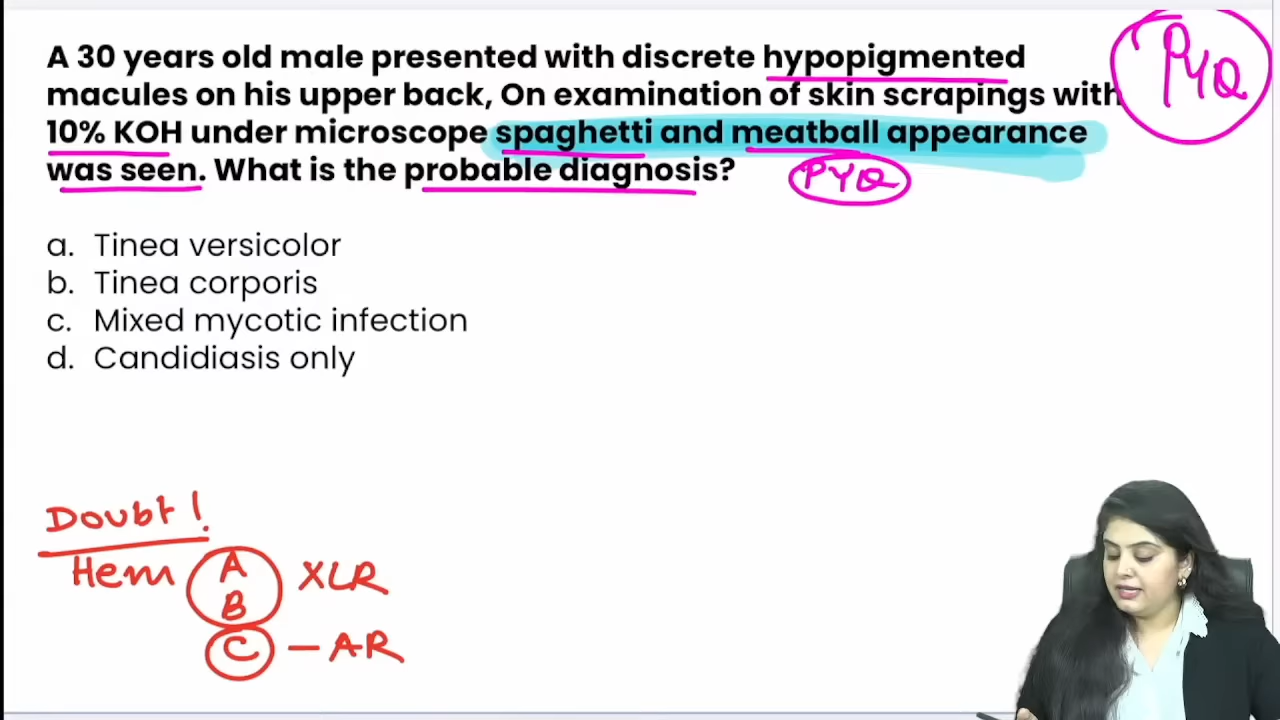 A 30 years old male presented with discrete hypopigmented
macules on his upper back, On examination of skin scrapings with
10% KOH under microscope spaghetti and meatball appearance
was seen. What is the probable diagnosis?
PYQ
PYQ
a. Tinea versicolor
b. Tinea corporis
c. Mixed mycotic infection
d. Candidiasis only
Doubt!
Hem A XLR
B
C - AR